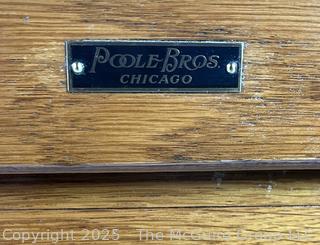 POOLE-BROS.
CHICAGO
Copyright © 2025 - The McGuire Group LLC